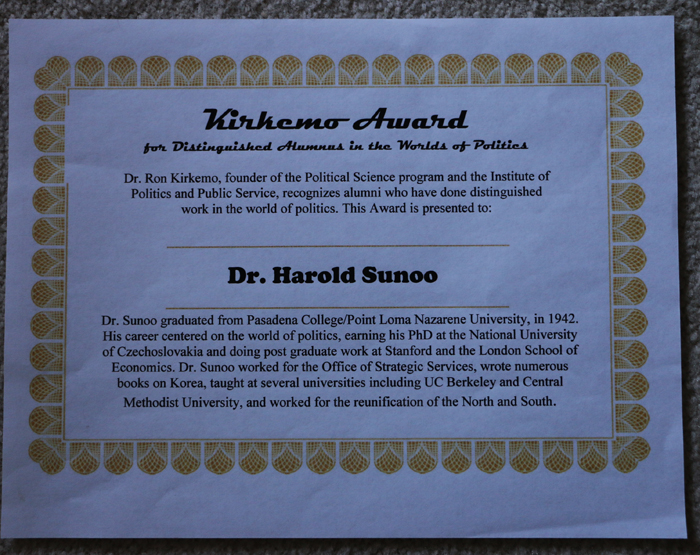 Kirkemo Award
for Distinguished Alumnus in the Worlds of Politics
Dr. Ron Kirkemo, founder of the Political Science program and the Institute of
Politics and Public Service, recognizes alumni who have done distinguished
work in the world of politics. This Award is presented to:
Dr. Harold Sunoo
Dr. Sunoo graduated from Pasadena College/Point Loma Nazarene University, in 1942.
His career centered on the world of politics, earning his PhD at the National University
of Czechoslovakia and doing post graduate work at Stanford and the London School of
Economics. Dr. Sunoo worked for the Office of Strategic Services, wrote numerous
books on Korea, taught at several universities including UC Berkeley and Central
Methodist University, and worked for the reunification of the North and South.